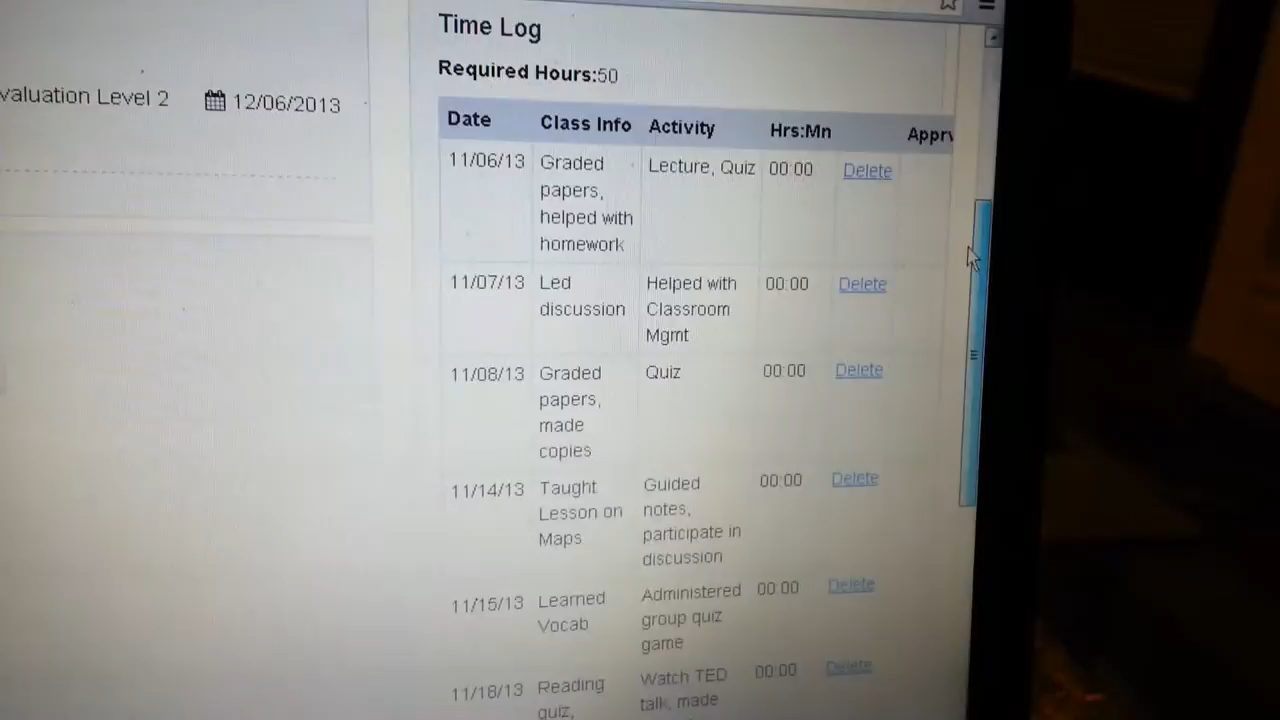 Time Log
Required Hours:50
valuation Level 2 12/06/2013
Date Class Info Activity Hrs:Mn Apprv
11/06/13 Graded Lecture, Quiz 00:00 Delete
papers,
helped with
homework
11/07/13 Led Helped with 00:00 Delete
discussion Classroom
Mgmt
11/08/13 Graded Quiz 00:00 Delete
papers,
made
copies
11/14/13 Taught Guided 00:00 Delete
Lesson on notes,
Maps participate in
discussion
11/15/13 Learned Administered 00:00 Delete
Vocab group quiz
game
11/18/13 Reading Watch TED 00:00 Delete
quiz, talk, made